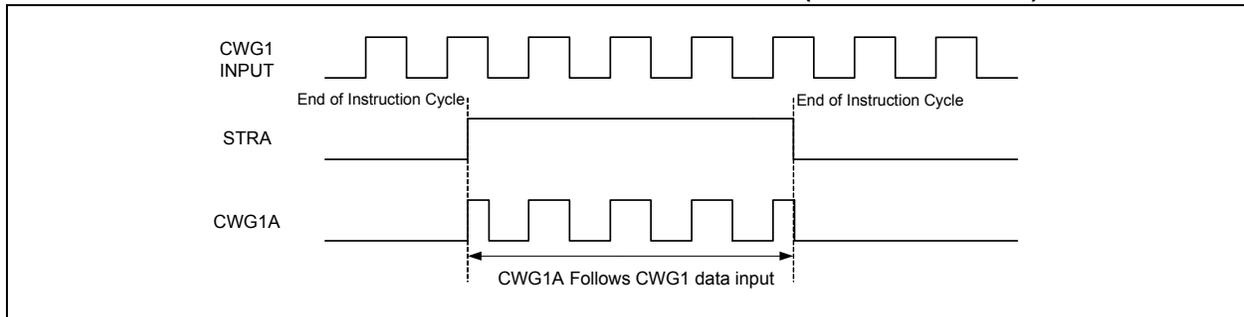 CWG1
INPUT
End of Instruction Cycle
End of Instruction Cycle
STRA
CWG1A
CWG1A Follows CWG1 data input